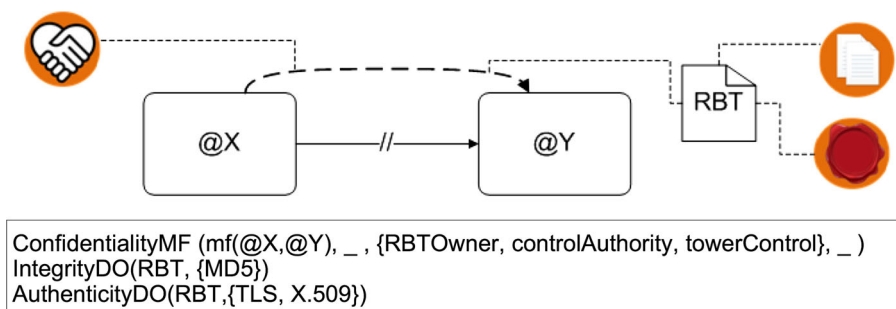 RBT
@X
//
@Y
ConfidentialityMF (mf(@X,@Y), _ , {RBTOwner, controlAuthority, towerControl}, _ )
IntegrityDO(RBT, {MD5})
AuthenticityDO(RBT,{TLS, X.509})